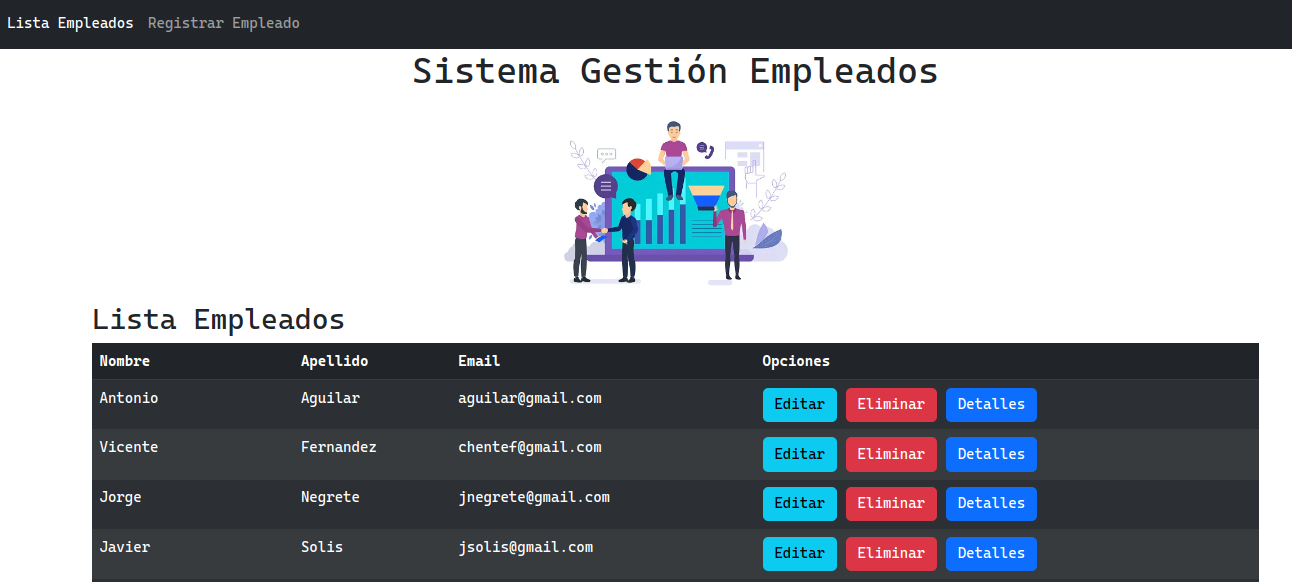 Lista Empleados Registrar Empleado
Sistema Gestión Empleados
Lista Empleados
Nombre Apellido Email Opciones
Antonio Aguilar aguilar@gmail.com Editar Eliminar Detalles
Vicente Fernandez chentef@gmail.com Editar Eliminar Detalles
Jorge Negrete jnegrete@gmail.com Editar Eliminar Detalles
Javier Solis jsolis@gmail.com Editar Eliminar Detalles